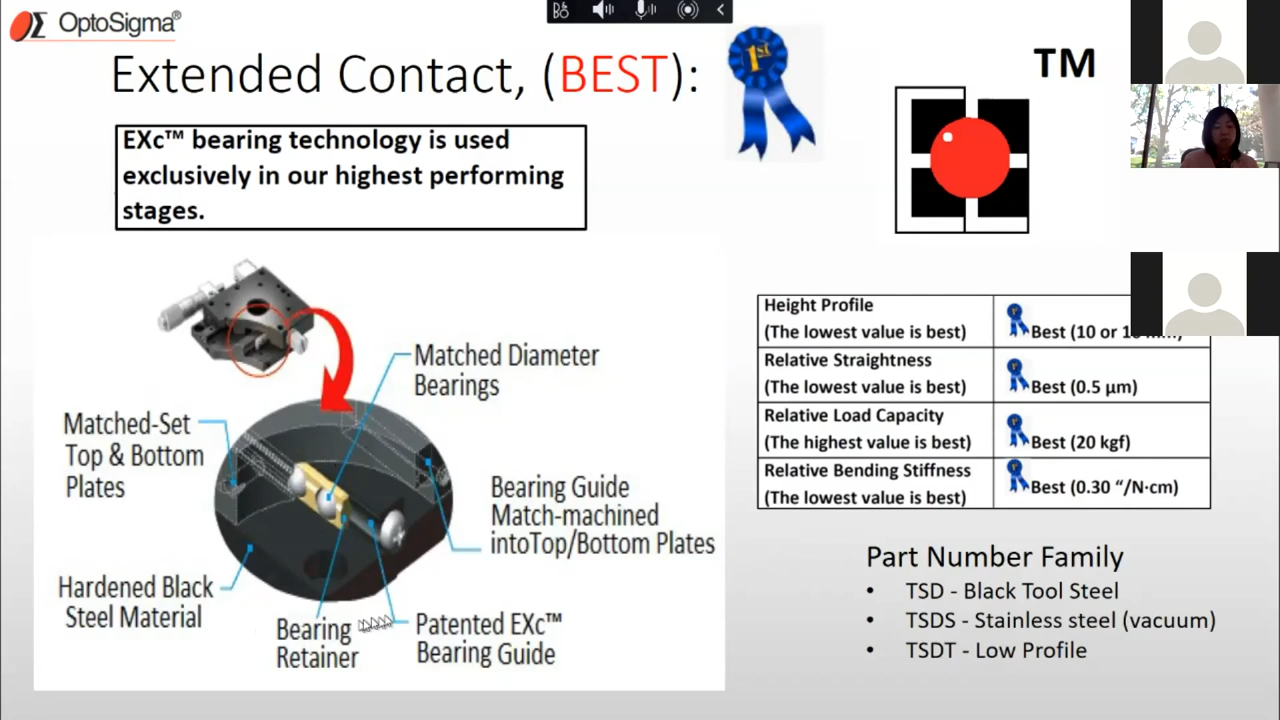 OptoSigma®
Extended Contact, (BEST):
1st
TM
EXc™ bearing technology is used
exclusively in our highest performing
stages.
Matched Diameter
Bearings
Matched-Set
Top & Bottom
Plates
Bearing Guide
Match-machined
intoTop/Bottom Plates
Hardened Black
Steel Material
Bearing
Retainer
Patented EXc™
Bearing Guide
Height Profile
(The lowest value is best)
Best (10 or
Relative Straightness
(The lowest value is best)
Best (0.5 µm)
Relative Load Capacity
(The highest value is best)
Best (20 kgf)
Relative Bending Stiffness
(The lowest value is best)
Best (0.30 “/N·cm)
Part Number Family
• TSD - Black Tool Steel
• TSDS - Stainless steel (vacuum)
• TSDT - Low Profile